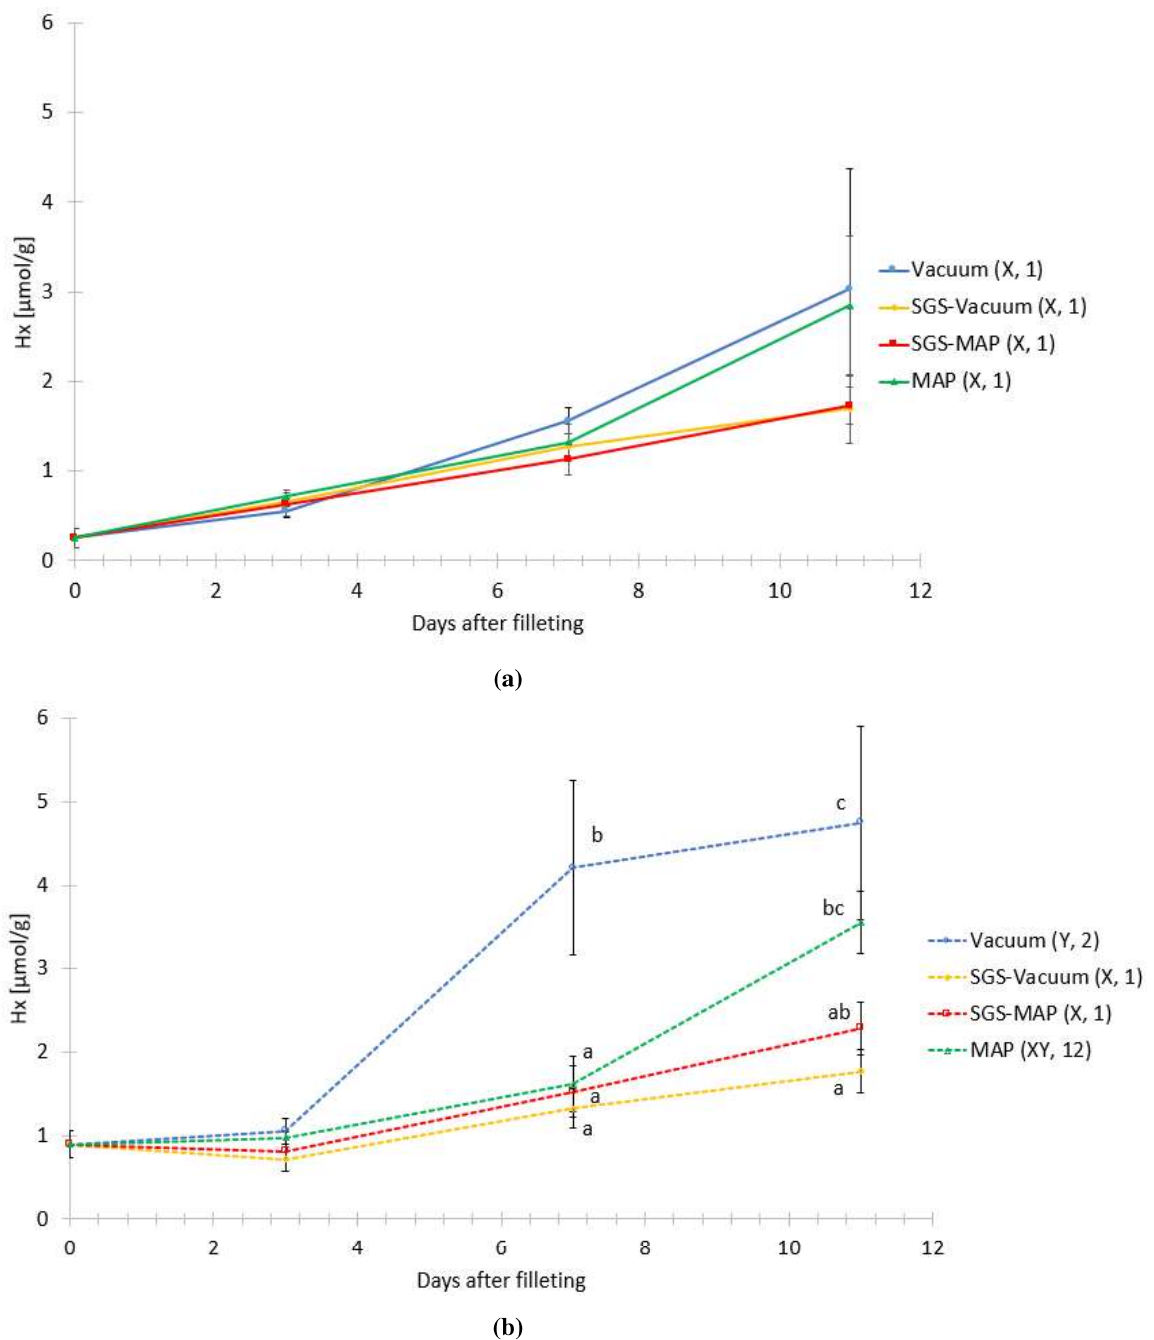 6
5
4
3
2
1
0
Hx [µmol/g]
0 2 4 6 8 10 12
Days after filleting
Vacuum (X, 1)
SGS-Vacuum (X, 1)
SGS-MAP (X, 1)
MAP (X, 1)
(a)
6
5
4
3
2
1
0
Hx [µmol/g]
b
c
bc
ab
a
a
a
a
0 2 4 6 8 10 12
Days after filleting
Vacuum (Y, 2)
SGS-Vacuum (X, 1)
SGS-MAP (X, 1)
MAP (XY, 12)
(b)